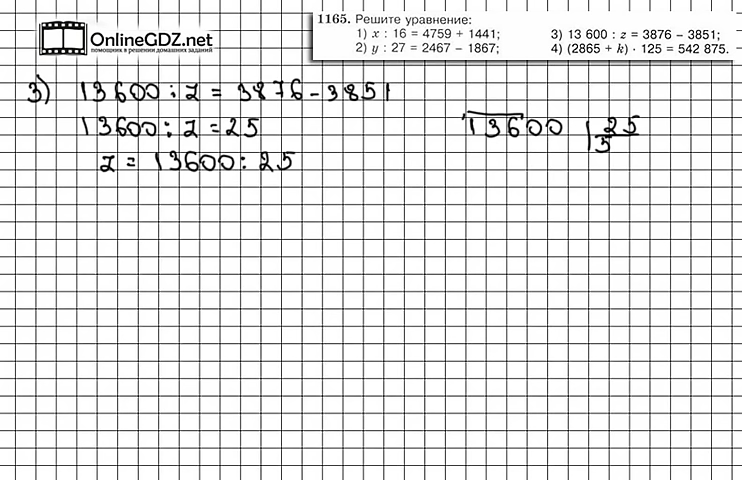 OnlineGDZ.net
помощник в решении домашних заданий
1165. Решите уравнение:
1) x : 16 = 4759 + 1441;
2) y : 27 = 2467 – 1867;
3) 13 600 : z = 3876 – 3851;
4) (2865 + k) · 125 = 542 875.
3) 13600 : z = 3876 - 3851
13600 : z = 25
z = 13600 : 25
13600 25
5